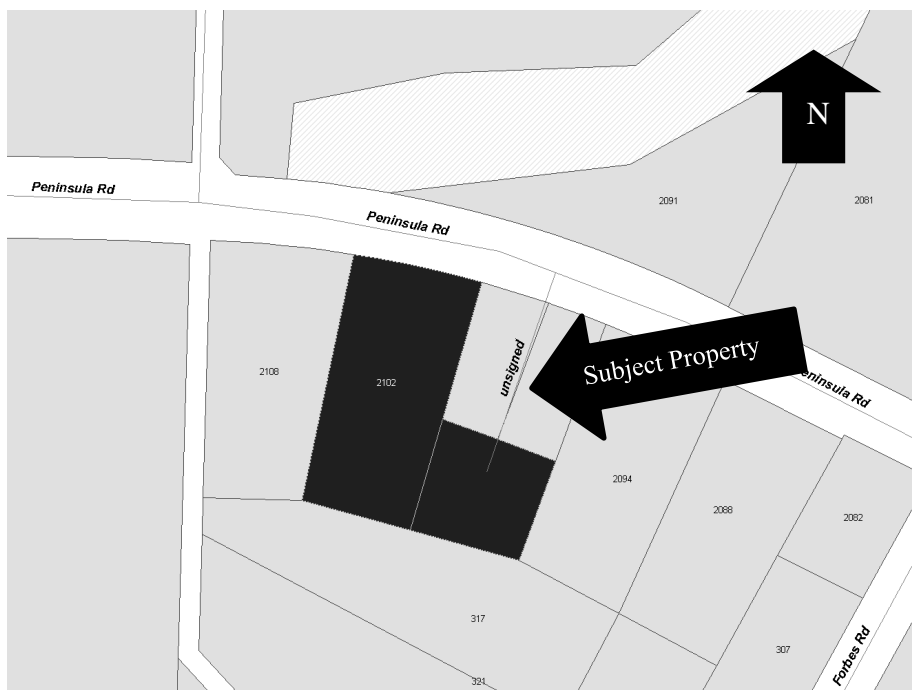 N
Peninsula Rd
Peninsula Rd
2091
2081
unsigned
Subject Property
2108
2102
eninsula Rd
2094
2088
2082
317
307
Forbes Rd
321